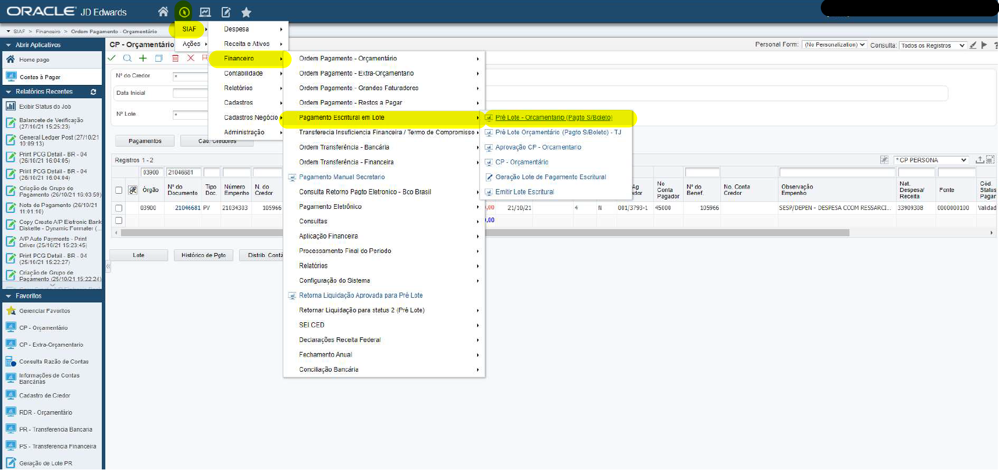 ORACLE® JD Edwards
SIAF > Financeiro > Ordem Pagamento - Orçamentário
Abrir Aplicativos
Home page
Contas à Pagar
Relatórios Recentes
Exibir Status do Job
Balancete de Verificação
(27/10/21 15:25:23)
General Ledger Post (27/10/21
10:09:13)
Print PCG Detail - BR - 04
(26/10/21 16:04:05)
Print PCG Detail - BR - 04
(26/10/21 16:04:04)
Criação de Grupo de
Pagamento (26/10/21 16:03:59)
Nota de Pagamento (26/10/21
11:01:10)
Copy Create A/P Eletronic Bank
Diskette - Dynamic Formater (...
A/P Auto Payments - Print
Driver (25/10/21 15:23:45)
Print PCG Detail - BR - 04
(25/10/21 15:22:27)
Criação de Grupo de
Pagamento (25/10/21 15:22:24)
Favoritos
Gerenciar Favoritos
CP - Orçamentário
CP - Extra-Orçamentario
Consulta Razão de Contas
Informações de Contas
Bancárias
Cadastro de Credor
RDR - Orçamentário
PR - Transferencia Bancaria
PS - Transferencia Financeira
Geração de Lote PR
SIAF
Ações
Despesa
Receita e Ativos
Financeiro
Contabilidade
Relatórios
Cadastros
Cadastros Negócio
Administração
Ordem Pagamento - Orçamentário
Ordem Pagamento - Extra-Orçamentario
Ordem Pagamento - Grandes Faturadores
Ordem Pagamento - Restos a Pagar
Pagamento Escritural em Lote
Transferecia Insuficiencia Financeira / Termo de Compromisso
Ordem Transferência - Bancária
Ordem Transferência - Financeira
Pagamento Manual Secretario
Consulta Retorno Pagto Eletronico - Bco Brasil
Pagamento Eletrônico
Consultas
Aplicação Financeira
Processamento Final do Periodo
Relatórios
Configuração do Sistema
Retorna Liquidação Aprovada para Pré Lote
Retornar Liquidação para status 2 (Pré Lote)
SEI CED
Declarações Receita Federal
Fechamento Anual
Conciliação Bancária
Pré Lote - Orcamentario (Pagto S/Boleto)
Pré Lote Orçamentário (Pagto S/Boleto) - TJ
Aprovação CP - Orcamentario
CP - Orçamentário
Geração Lote de Pagamento Escritural
Emitir Lote Escritural
CP - Orçamentário
Personal Form: (No Personalization) Consulta: Todos os Registros
Nº do Credor *
Data Inicial
Nº Lote *
Pagamentos Cad. Credores
Registros 1 - 2 * CP PERSONA
03900 21046681
Órgão
Nº do
Documento
Tipo
Doc.
Número
Empenho
N. do
Credor
No
Conta
Pagador
Nº do
Benef.
No. Conta
Credor
Observação
Empenho
Nat.
Despesa/
Receita
Fonte
Cód.
Status
Pagar
03900 21046681 PV 21034303 105966 ,00 21/10/21 4 N 001/3793-1 45000 105966 SESP/DEPEN - DESPESA CCOM RESSARCI... 33909308 0000000100 Validad
,00
Lote Histórico de Pgto Distrib. Contá